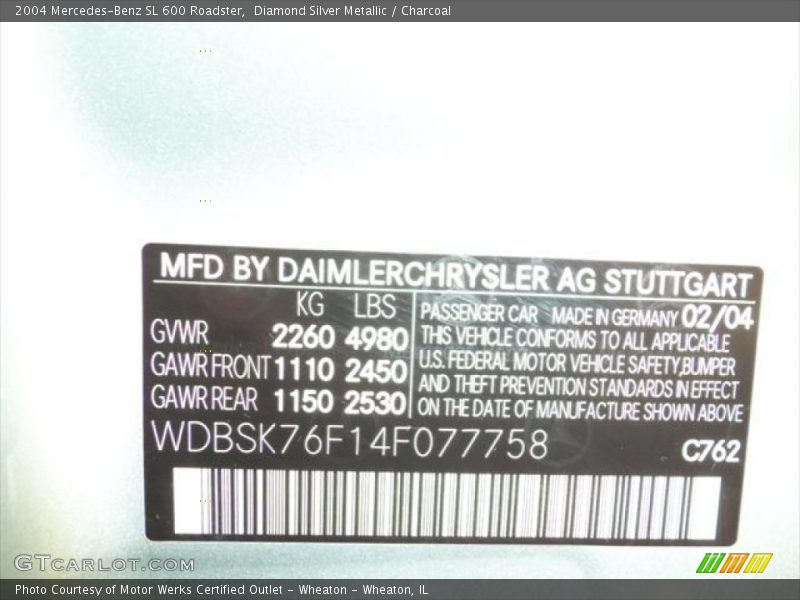 2004 Mercedes-Benz SL 600 Roadster,  Diamond Silver Metallic / Charcoal
MFD BY DAIMLERCHRYSLER AG STUTTGART
KG LBS
GVWR 2260 4980
GAWR FRONT 1110 2450
GAWR REAR 1150 2530
PASSENGER CAR MADE IN GERMANY 02/04
THIS VEHICLE CONFORMS TO ALL APPLICABLE
U.S. FEDERAL MOTOR VEHICLE SAFETY,BUMPER
AND THEFT PREVENTION STANDARDS IN EFFECT
ON THE DATE OF MANUFACTURE SHOWN ABOVE
WDBSK76F14F077758
C762
GTCARLOT.COM
Photo Courtesy of Motor Werks Certified Outlet - Wheaton - Wheaton, IL